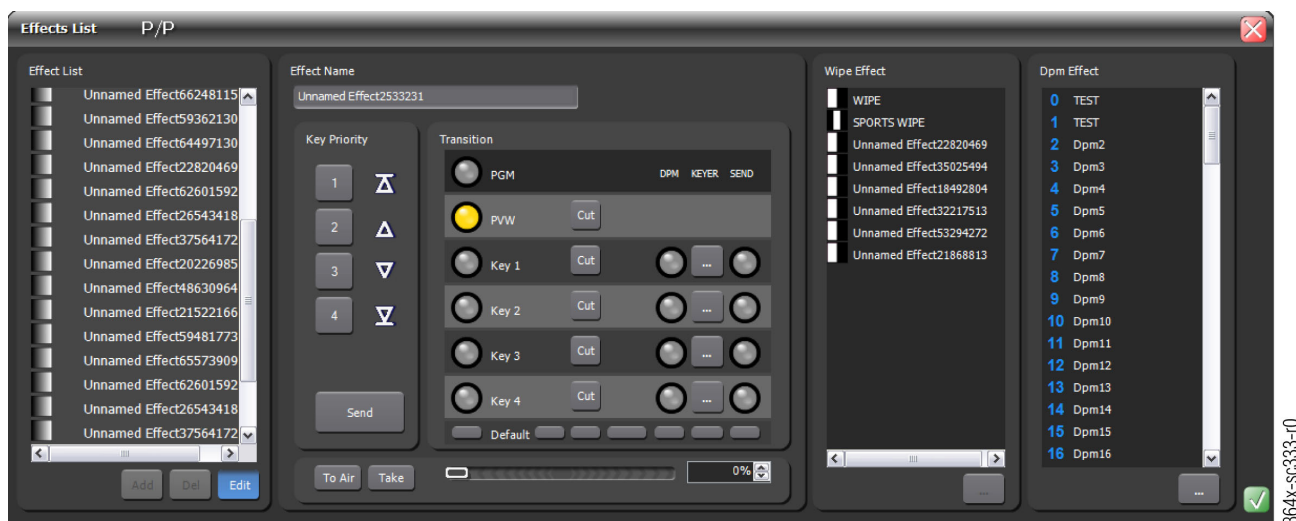 Effects List P/P
Effect List
Unnamed Effect66248115
Unnamed Effect59362130
Unnamed Effect64497130
Unnamed Effect22820469
Unnamed Effect62601592
Unnamed Effect26543418
Unnamed Effect37564172
Unnamed Effect20226985
Unnamed Effect48630964
Unnamed Effect21522166
Unnamed Effect59481773
Unnamed Effect65573909
Unnamed Effect62601592
Unnamed Effect26543418
Unnamed Effect37564172
Add Del Edit
Effect Name
Unnamed Effect2533231
Key Priority
1
2
3
4
Send
Transition
PGM DPM KEYER SEND
PVW Cut
Key 1 Cut ...
Key 2 Cut ...
Key 3 Cut ...
Key 4 Cut ...
Default
To Air Take 0%
Wipe Effect
WIPE
SPORTS WIPE
Unnamed Effect22820469
Unnamed Effect35025494
Unnamed Effect18492804
Unnamed Effect32217513
Unnamed Effect53294272
Unnamed Effect21868813
...
Dpm Effect
0 TEST
1 TEST
2 Dpm2
3 Dpm3
4 Dpm4
5 Dpm5
6 Dpm6
7 Dpm7
8 Dpm8
9 Dpm9
10 Dpm10
11 Dpm11
12 Dpm12
13 Dpm13
14 Dpm14
15 Dpm15
16 Dpm16
...
864x-sc333-r0